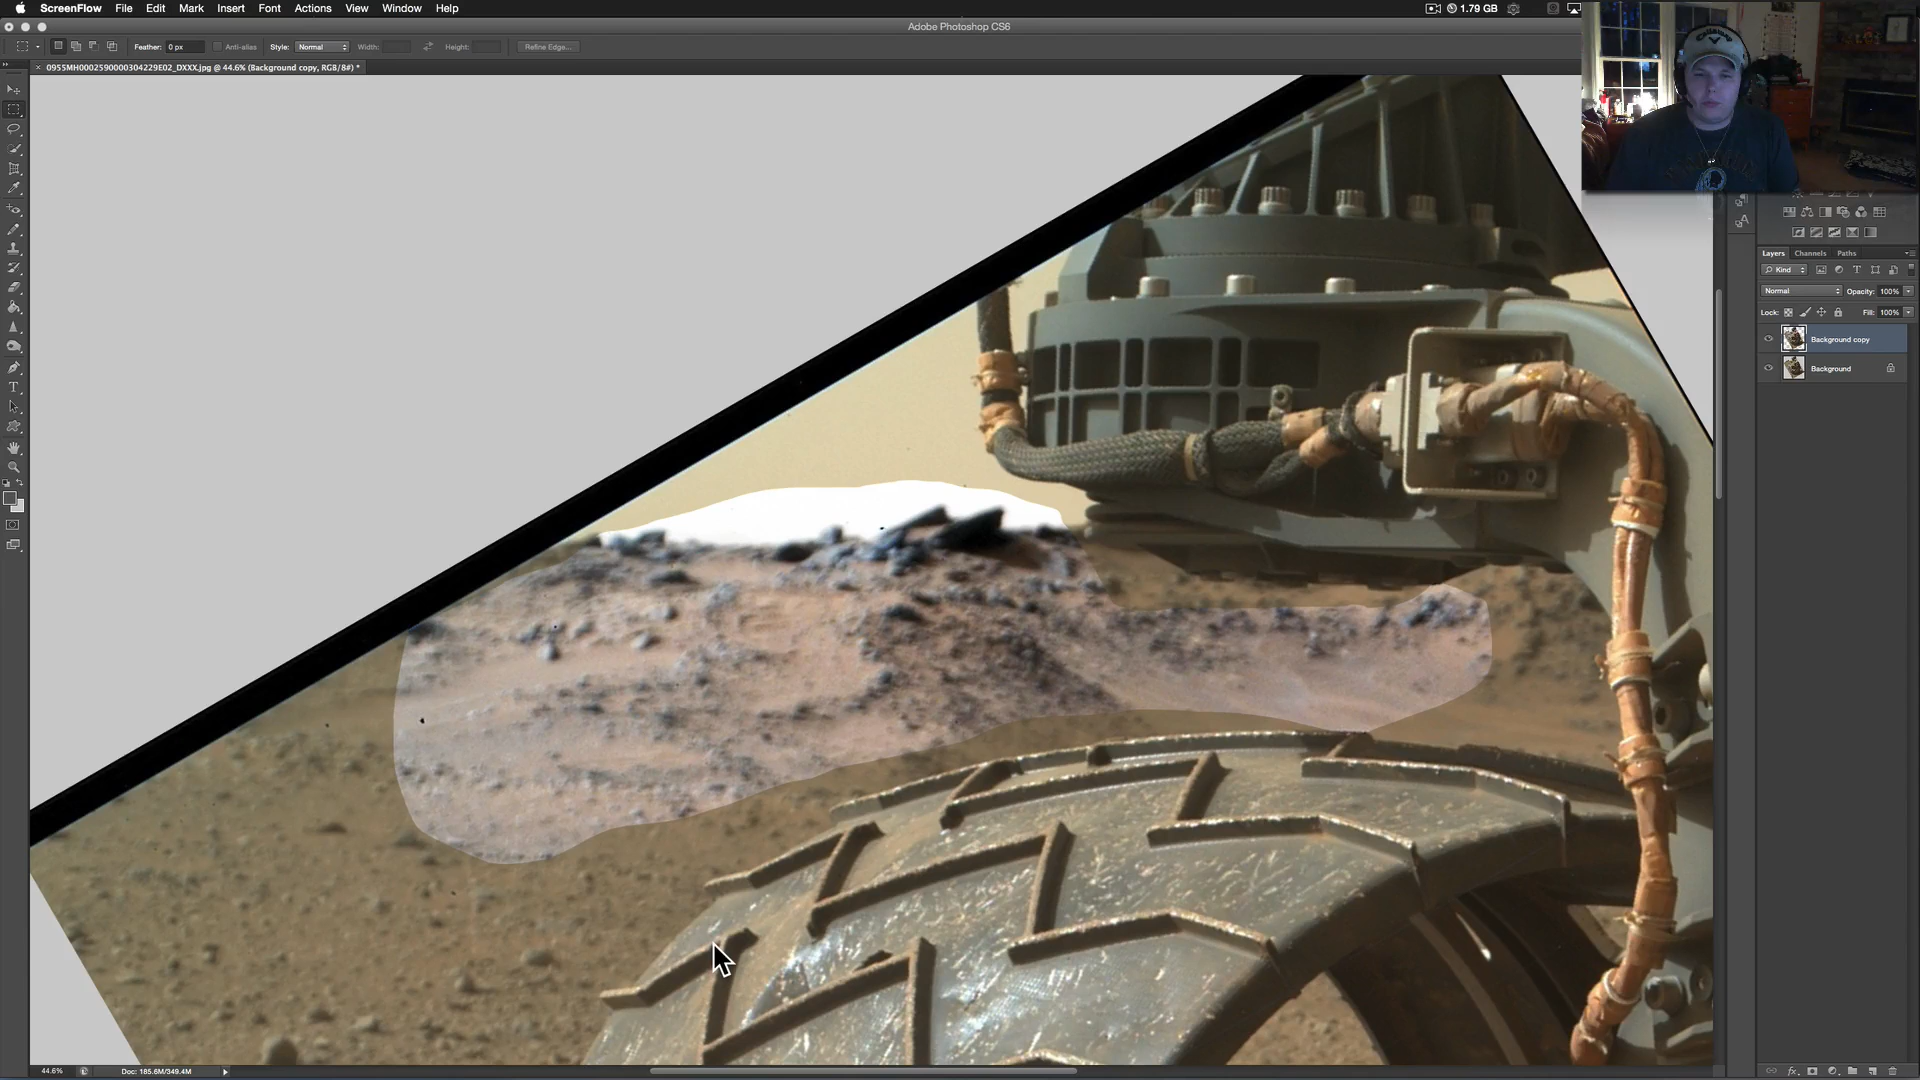 ScreenFlow File Edit Mark Insert Font Actions View Window Help 1.79 GB
Adobe Photoshop CS6
Feather: 0 px Anti-alias Style: Normal Width: Height: Refine Edge...
0955MH0002590000304229E02_DXXX.jpg @ 44.6% (Background copy, RGB/8#) *
Callaway
Layers Channels Paths
Kind
Normal Opacity: 100%
Lock: Fill: 100%
Background copy
Background
44.6% Doc: 185.6M/349.4M